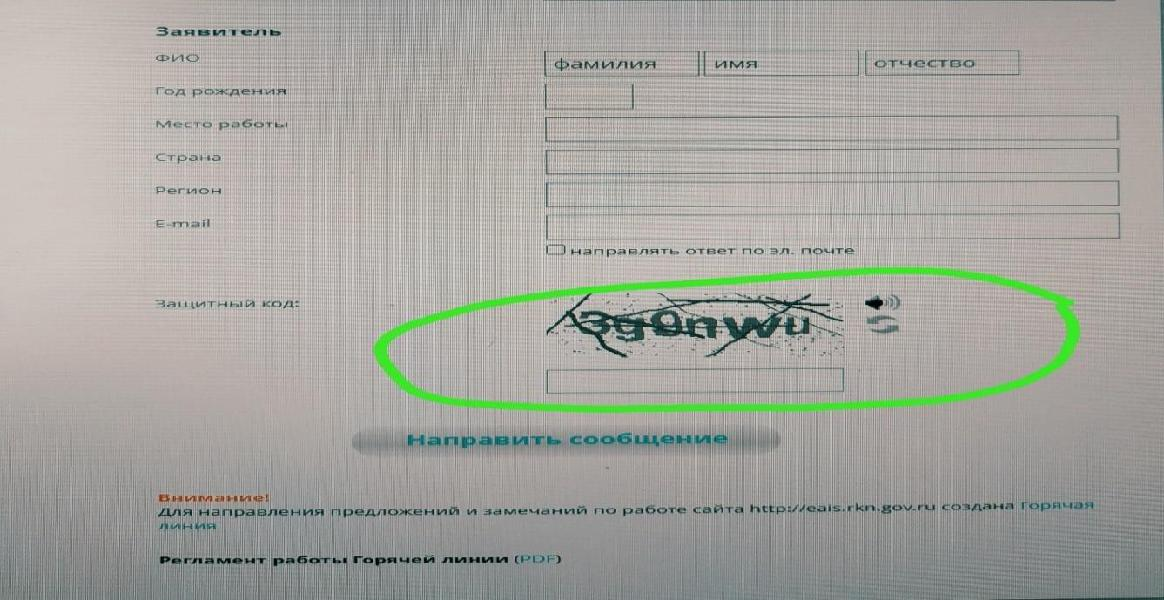 Заявитель
ФИО фамилия имя отчество
Год рождения
Место работы
Страна
Регион
E-mail
направлять ответ по эл. почте
Защитный код:
Направить сообщение
Внимание!
Для направления предложений и замечаний по работе сайта http://eais.rkn.gov.ru создана Горячая
линия
Регламент работы Горячей линии (PDF)